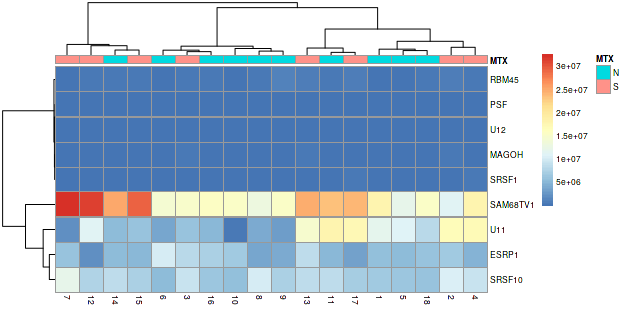 MTX
RBM45
PSF
U12
MAGOH
SRSF1
SAM68TV1
U11
ESRP1
SRSF10
7 12 14 15 6 3 16 10 8 9 13 11 17 1 5 18 2 4
3e+07
2.5e+07
2e+07
1.5e+07
1e+07
5e+06
MTX
N
S